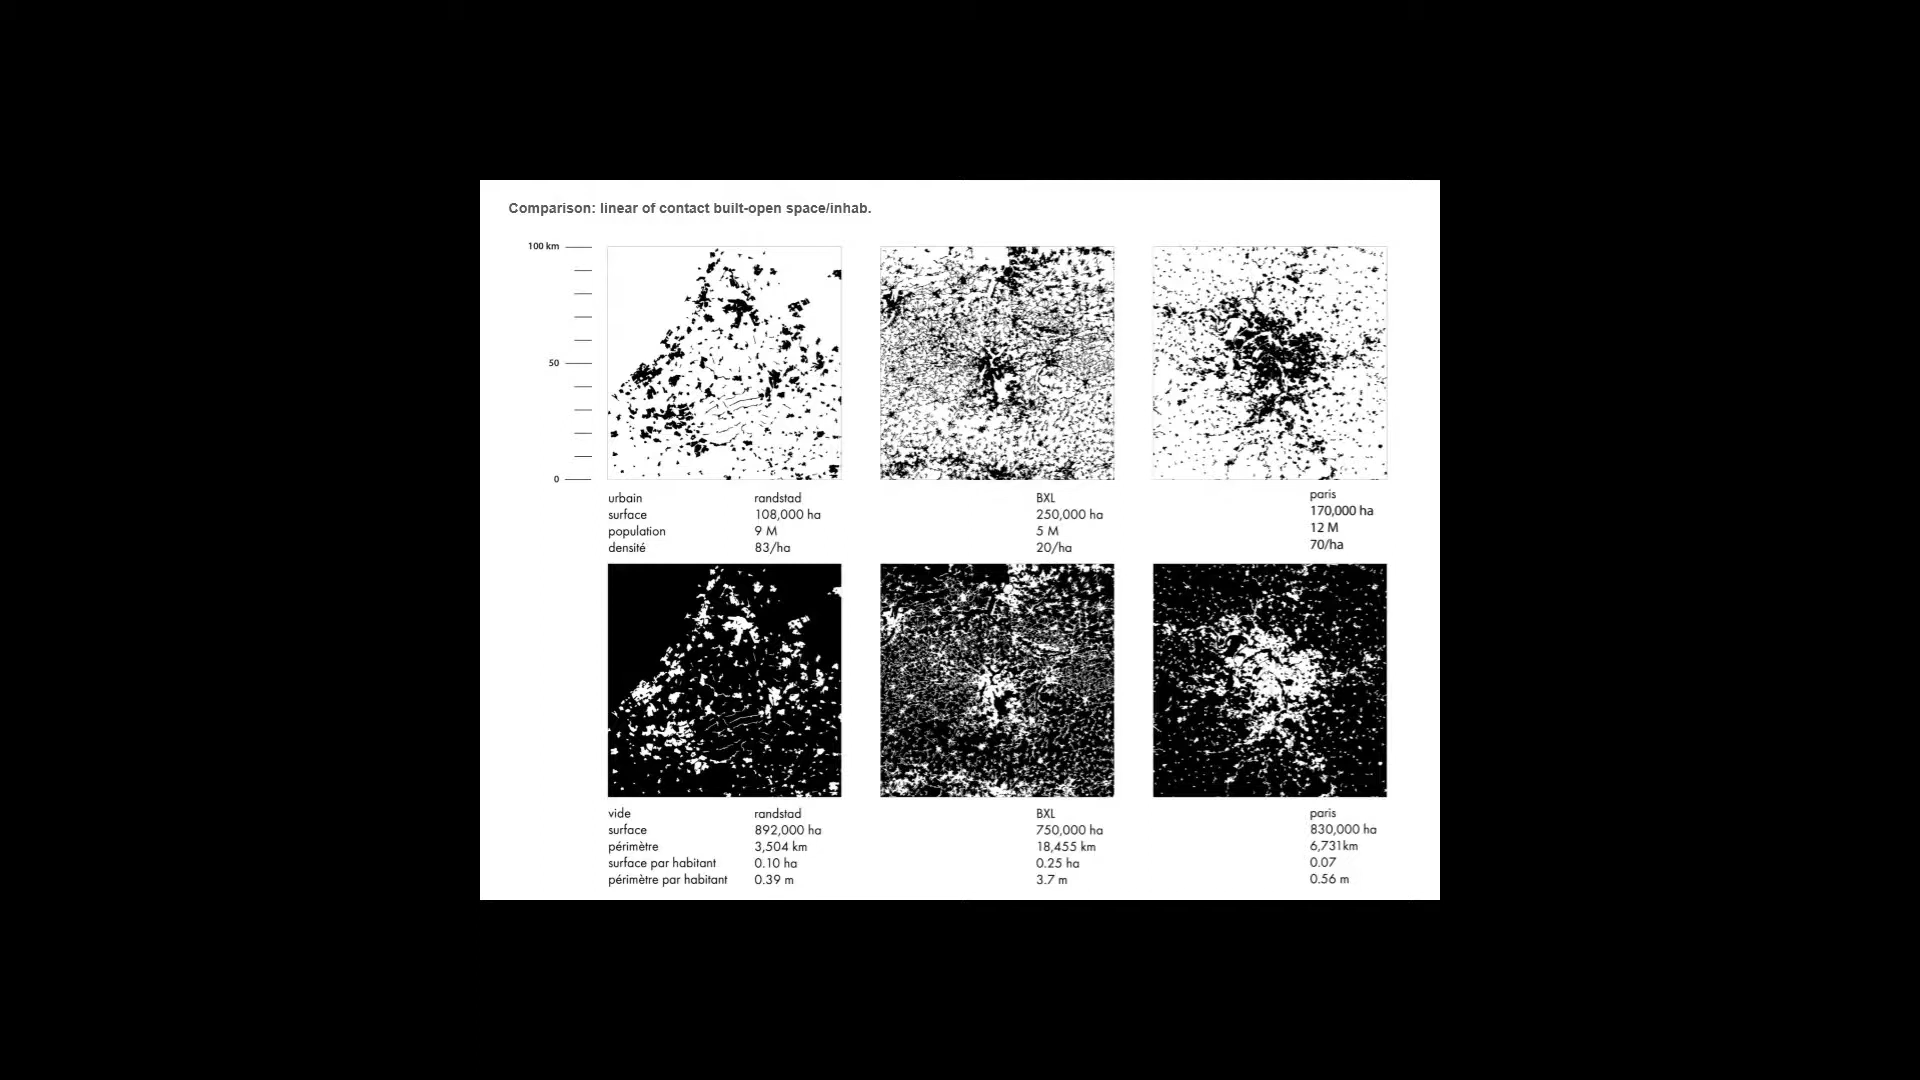 Comparison: linear of contact built-open space/inhab.
100 km
50
0
urbain randstad BXL paris
surface 108,000 ha 250,000 ha 170,000 ha
population 9 M 5 M 12 M
densité 83/ha 20/ha 70/ha
vide randstad BXL paris
surface 892,000 ha 750,000 ha 830,000 ha
périmètre 3,504 km 18,455 km 6,731km
surface par habitant 0.10 ha 0.25 ha 0.07
périmètre par habitant 0.39 m 3.7 m 0.56 m